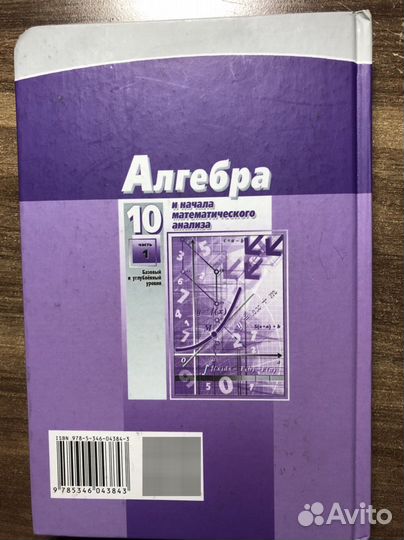 Алгебра
и начала
математического
анализа
10
часть
1
Базовый
и углублённый
уровни
ISBN 978-5-346-04384-3
9 785346 043843
Avito